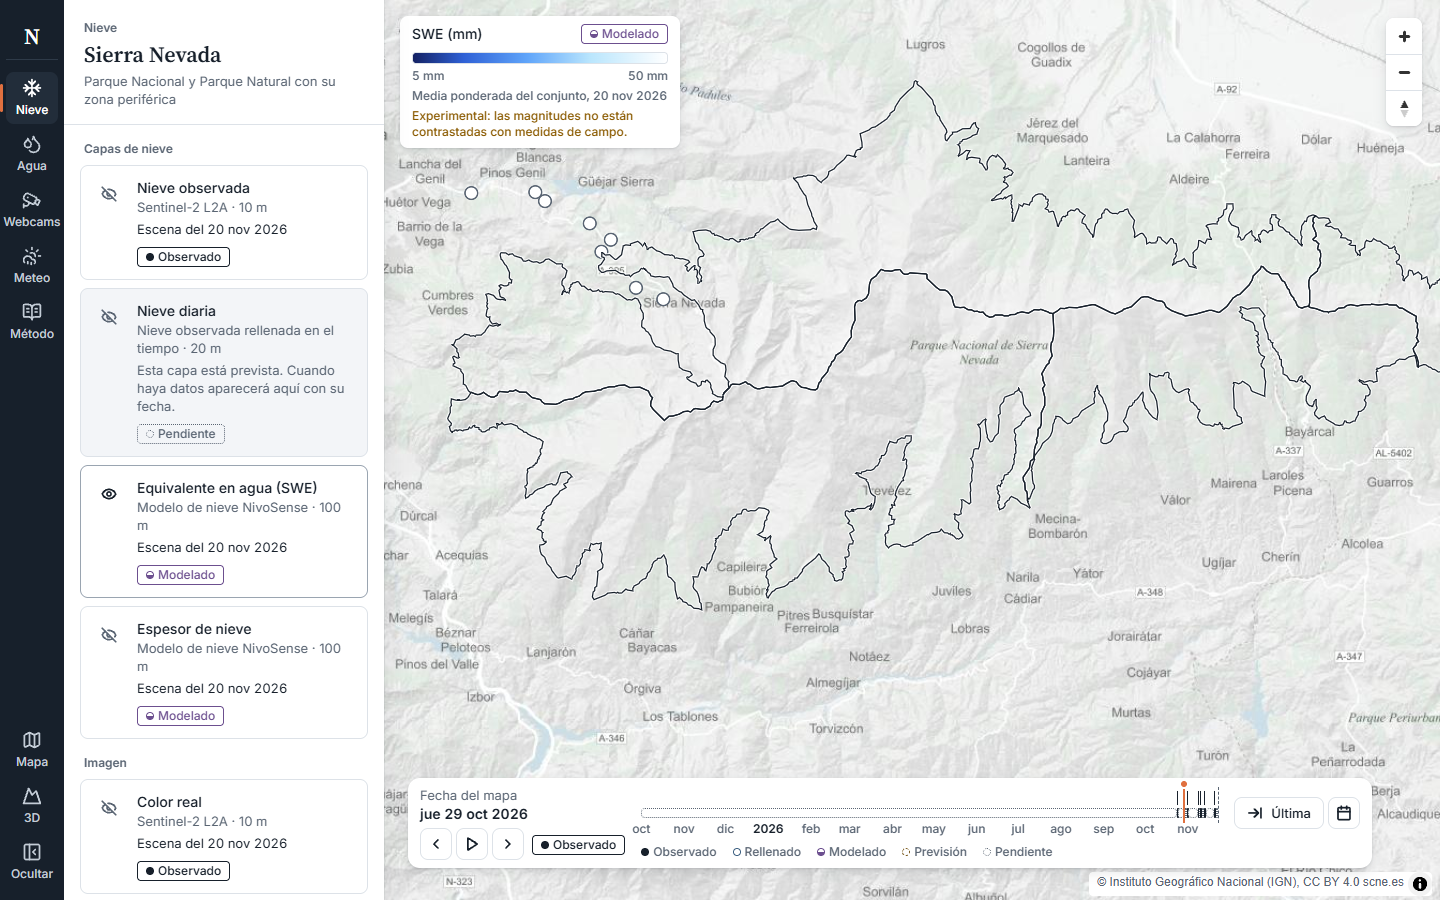 N
Nieve
Agua
Webcams
Meteo
Método
Mapa
3D
Ocultar
Nieve
Sierra Nevada
Parque Nacional y Parque Natural con su
zona periférica
Capas de nieve
Nieve observada
Sentinel-2 L2A · 10 m
Escena del 20 nov 2026
Observado
Nieve diaria
Nieve observada rellenada en el
tiempo · 20 m
Esta capa está prevista. Cuando
haya datos aparecerá aquí con su
fecha.
Pendiente
Equivalente en agua (SWE)
Modelo de nieve NivoSense · 100
m
Escena del 20 nov 2026
Modelado
Espesor de nieve
Modelo de nieve NivoSense · 100
m
Escena del 20 nov 2026
Modelado
Imagen
Color real
Sentinel-2 L2A · 10 m
Escena del 20 nov 2026
Observado
SWE (mm)
Modelado
5 mm
50 mm
Media ponderada del conjunto, 20 nov 2026
Experimental: las magnitudes no están
contrastadas con medidas de campo.
Lugros
Cogollos de
Guadix
A-92
Jérez del
Marquesado
La Calahorra
Ferreira
Dólar
Huéneja
Lanteira
Aldeire
Lancha del
Genil
Blancas
Pinos Genil
Güéjar Sierra
Huétor Vega
Barrio de la
Vega
Zubia
Cumbres
Verdes
A-395
Sierra Nevada
Parque Nacional de Sierra
Nevada
Bayárcal
A-337
AL-5402
Laroles
Mairena
Picena
Guarros
Válor
Trevélez
Mecina-
Bombarón
Dúrcal
Acequias
Alcolea
Cherín
Ugíjar
Yátor
Narila
Cádiar
A-348
Juviles
Capileira
Bubión
Pampaneira
Pitres
Busquístar
Ferreirola
Talará
Melegís
Béznar
Peloteos
Pinos del Valle
Cáñar
Bayacas
Lanjarón
Lobras
Jorairátar
A-347
Notáez
Almegíjar
Cojáyar
Órgiva
Izbor
Los Tablones
Torvizcón
Murtas
A-346
Turón
La
Peñarrodada
Parque Periurban
Berja
Alcaudique
N-323
Sorvilán
Albuñol
Fecha del mapa
jue 29 oct 2026
Observado
oct nov dic 2026 feb mar abr may jun jul ago sep oct nov
Observado Rellenado Modelado Previsión Pendiente
Última
© Instituto Geográfico Nacional (IGN), CC BY 4.0 scne.es